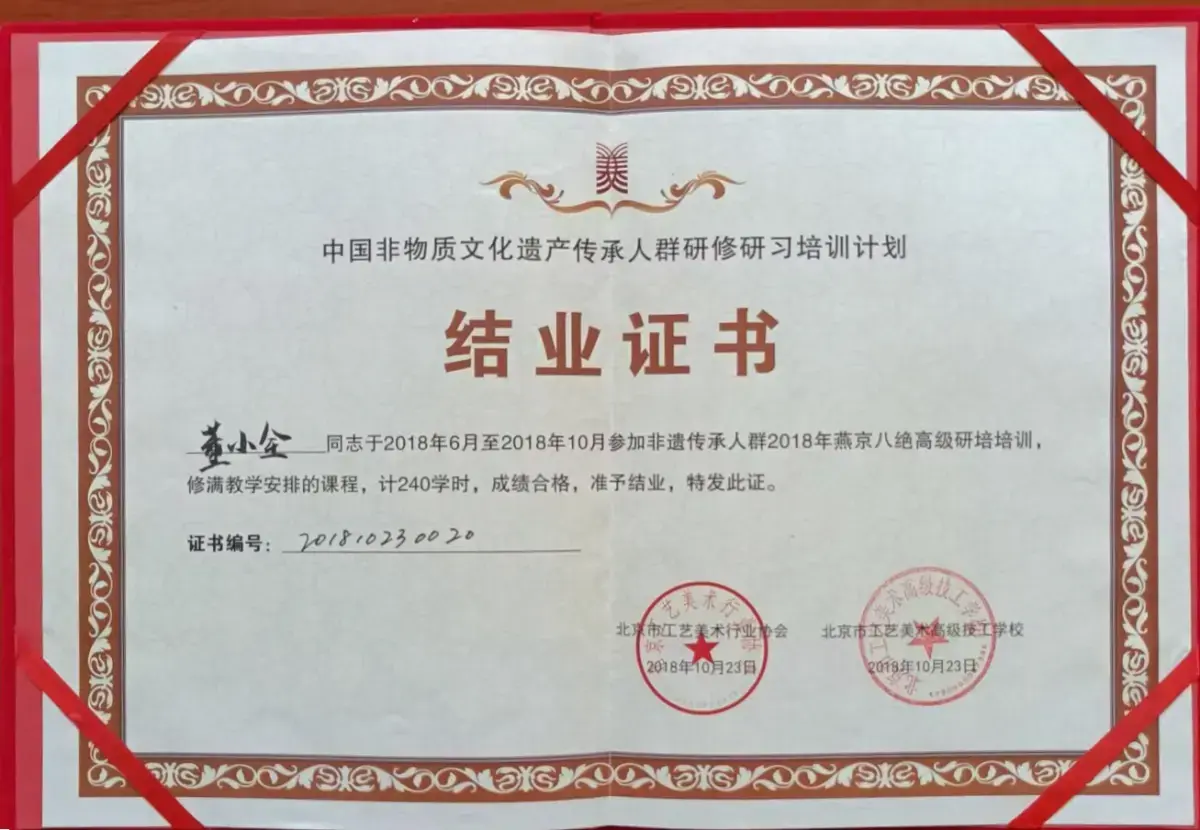 中国非物质文化遗产传承人群研修研习培训计划
结业证书
董小全同志于2018年6月至2018年10月参加非遗传承人群2018年燕京八绝高级研培培训，
修满教学安排的课程，计240学时，成绩合格，准予结业，特发此证。
证书编号：201810230020
北京市工艺美术行业协会
2018年10月23日
北京市工艺美术高级技工学校
2018年10月23日